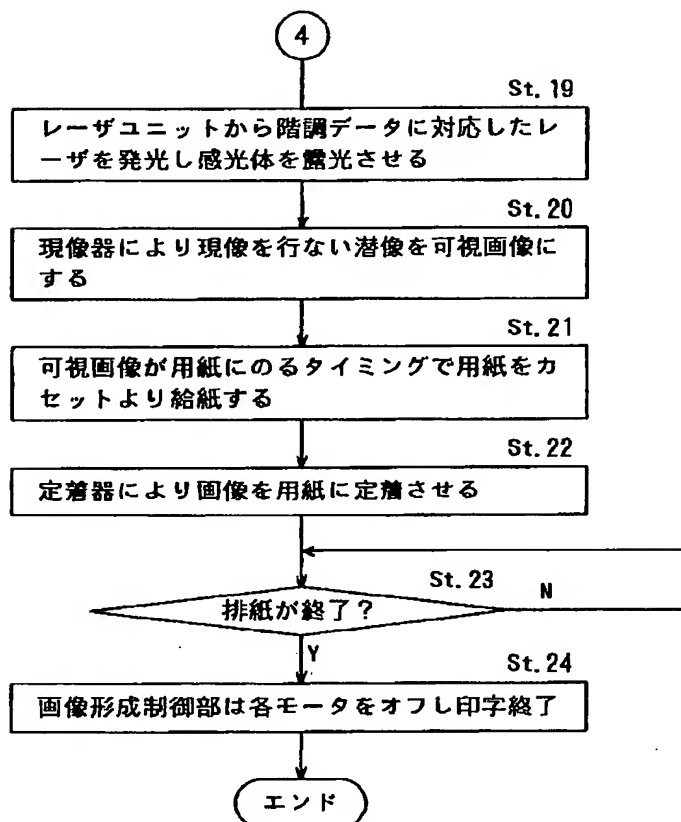 4
St.19
レーザユニットから階調データに対応したレ
ーザを発光し感光体を露光させる
St.20
現像器により現像を行ない潜像を可視画像に
する
St.21
可視画像が用紙にのるタイミングで用紙をカ
セットより給紙する
St.22
定着器により画像を用紙に定着させる
St.23
排紙が終了?
N
Y
St.24
画像形成制御部は各モータをオフし印字終了
エンド